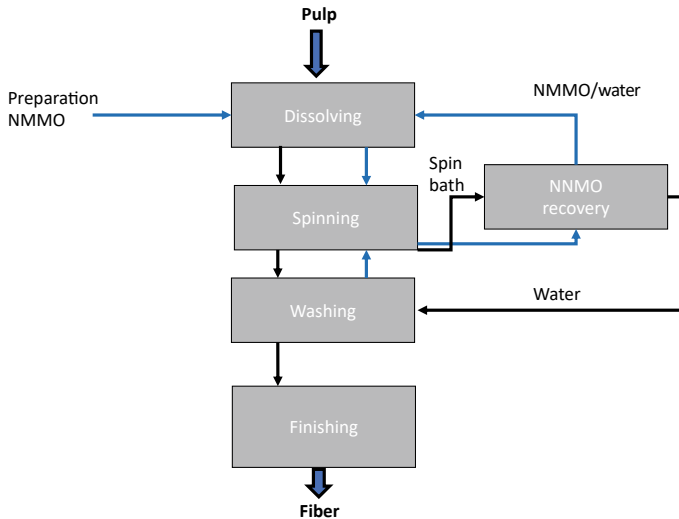 Pulp
Preparation
NMMO
Dissolving
NMMO/water
Spin
bath
NNMO
recovery
Spinning
Washing
Water
Finishing
Fiber